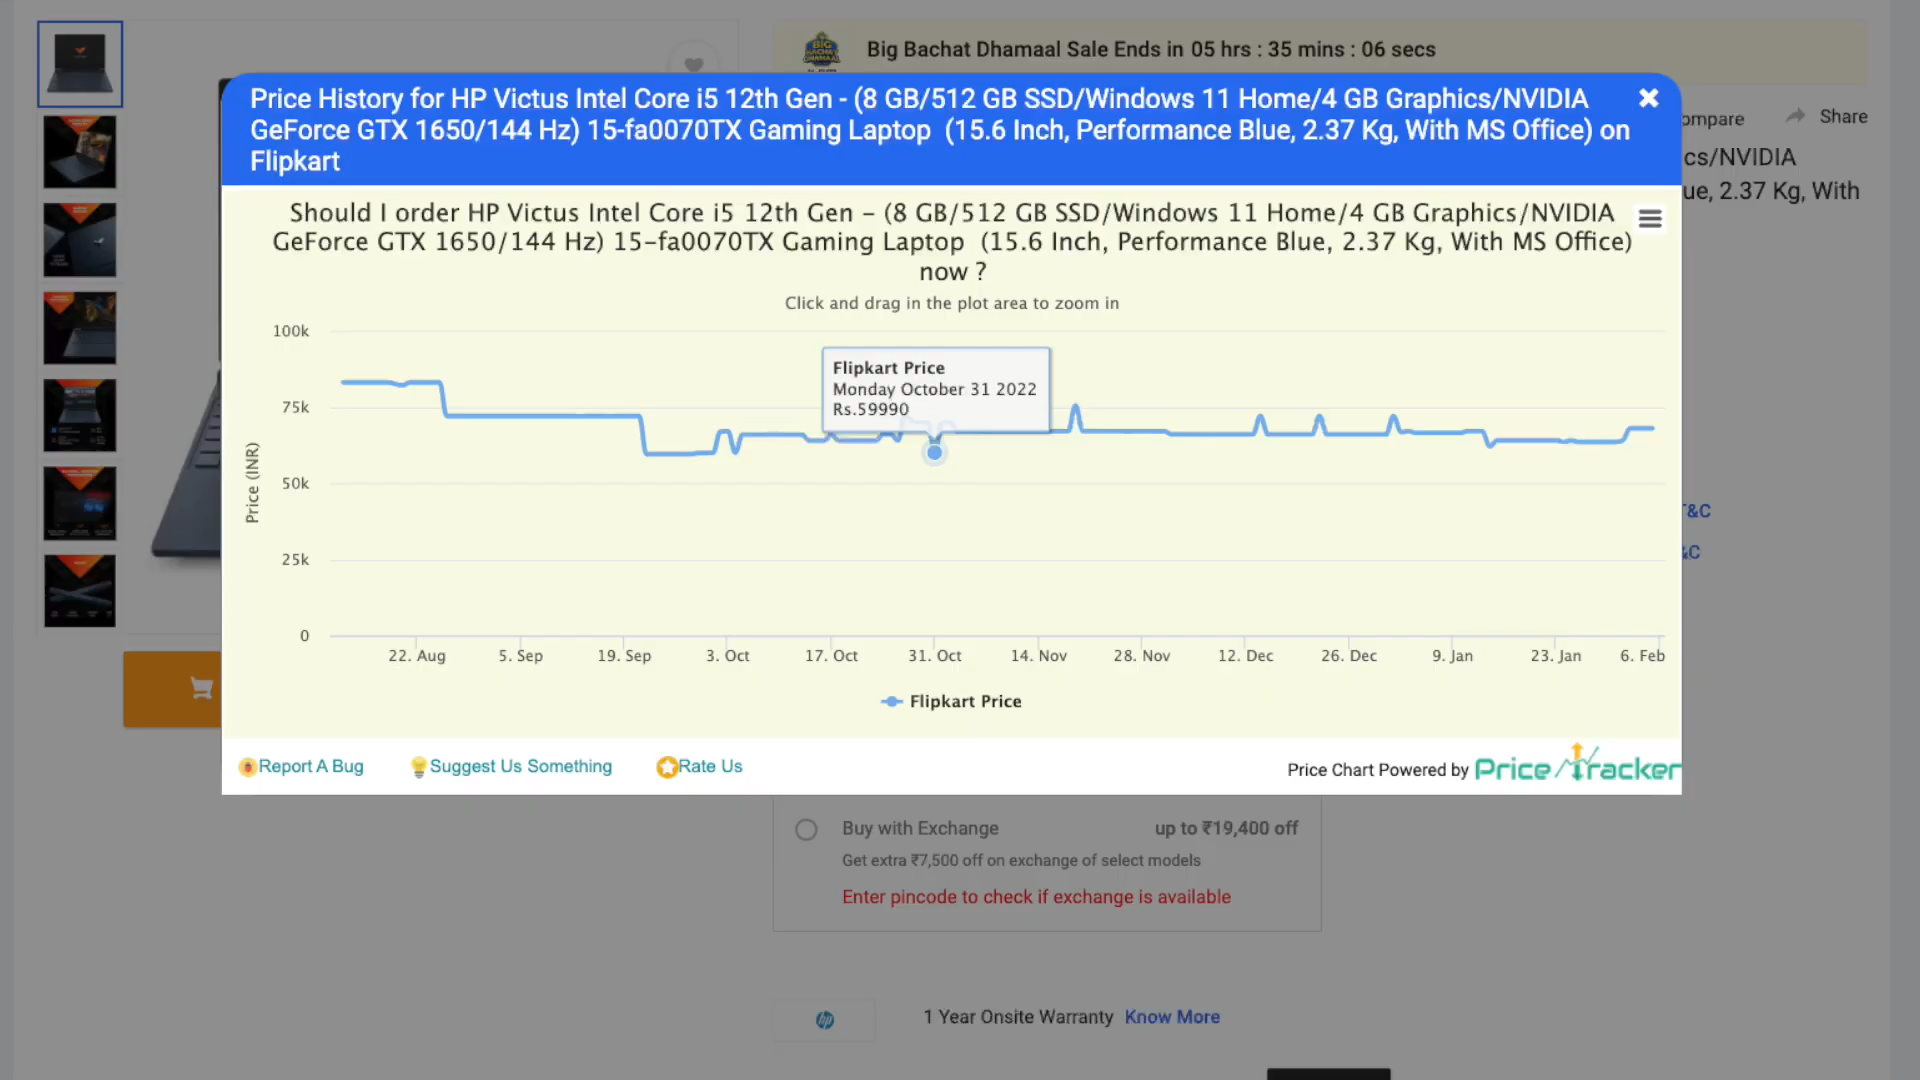 Big Bachat Dhamaal Sale Ends in 05 hrs : 35 mins : 06 secs
Price History for HP Victus Intel Core i5 12th Gen - (8 GB/512 GB SSD/Windows 11 Home/4 GB Graphics/NVIDIA
GeForce GTX 1650/144 Hz) 15-fa0070TX Gaming Laptop (15.6 Inch, Performance Blue, 2.37 Kg, With MS Office) on
Flipkart
ompare
Share
cs/NVIDIA
ue, 2.37 Kg, With
Should I order HP Victus Intel Core i5 12th Gen - (8 GB/512 GB SSD/Windows 11 Home/4 GB Graphics/NVIDIA
GeForce GTX 1650/144 Hz) 15-fa0070TX Gaming Laptop (15.6 Inch, Performance Blue, 2.37 Kg, With MS Office)
now ?
Click and drag in the plot area to zoom in
100k
75k
50k
25k
0
Price (INR)
Flipkart Price
Monday October 31 2022
Rs.59990
22. Aug
5. Sep
19. Sep
3. Oct
17. Oct
31. Oct
14. Nov
28. Nov
12. Dec
26. Dec
9. Jan
23. Jan
6. Feb
Flipkart Price
T&C
&C
Report A Bug
Suggest Us Something
Rate Us
Price Chart Powered by Price Tracker
Buy with Exchange
up to ₹19,400 off
Get extra ₹7,500 off on exchange of select models
Enter pincode to check if exchange is available
hp
1 Year Onsite Warranty Know More